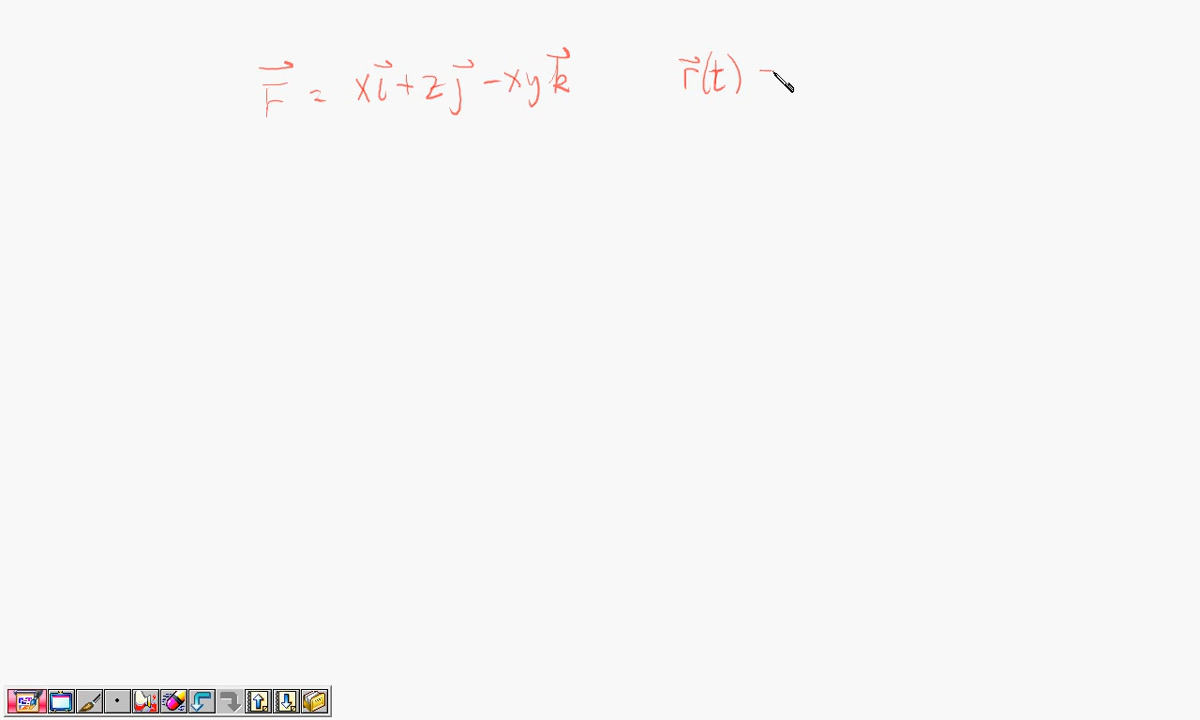 F⃗ = xi⃗ + zj⃗ - xyk⃗ r⃗(t) -